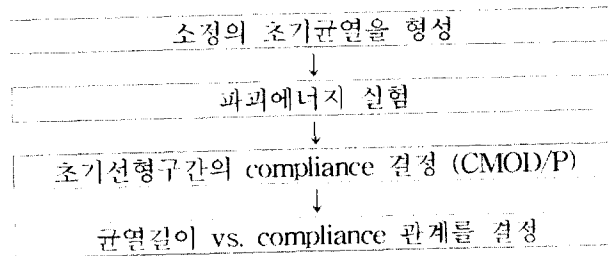 소정의 초기균열을 형성
↓
파괴에너지 실험
↓
초기선형구간의 compliance 결정 (CMOD/P)
↓
균열길이 vs. compliance 관계를 결정